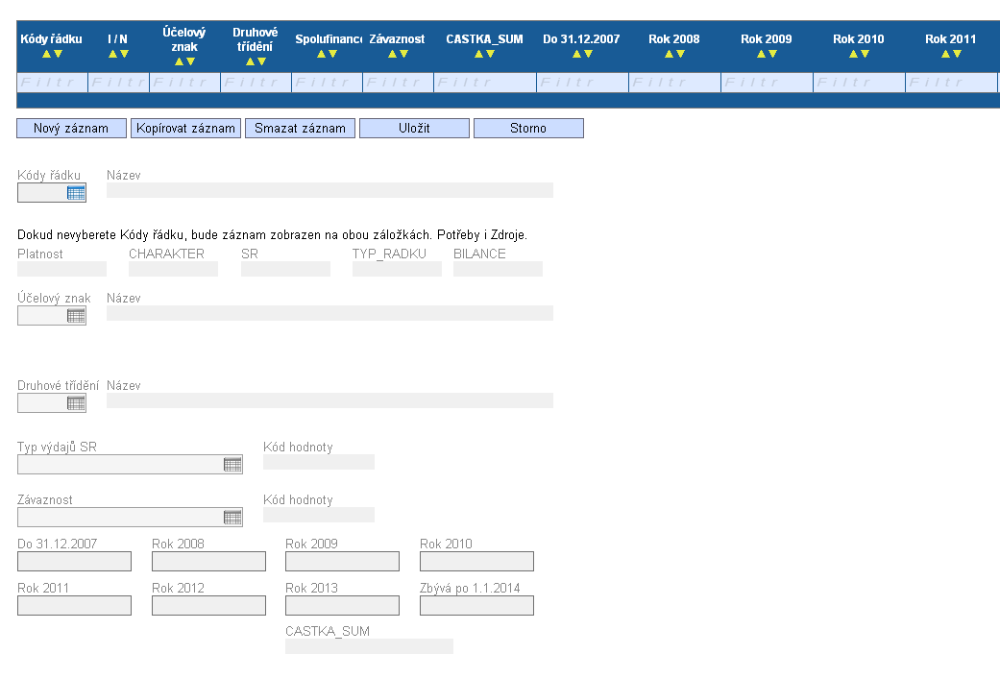 Kódy řádku I / N Účelový znak Druhové třídění Spolufinanc Závaznost CASTKA_SUM Do 31.12.2007 Rok 2008 Rok 2009 Rok 2010 Rok 2011
Filtr Filtr Filtr Filtr Filtr Filtr Filtr Filtr Filtr Filtr Filtr Filtr
Nový záznam Kopírovat záznam Smazat záznam Uložit Storno
Kódy řádku Název
Dokud nevyberete Kódy řádku, bude záznam zobrazen na obou záložkách. Potřeby i Zdroje.
Platnost CHARAKTER SR TYP_RADKU BILANCE
Účelový znak Název
Druhové třídění Název
Typ výdajů SR Kód hodnoty
Závaznost Kód hodnoty
Do 31.12.2007 Rok 2008 Rok 2009 Rok 2010
Rok 2011 Rok 2012 Rok 2013 Zbývá po 1.1.2014
CASTKA_SUM